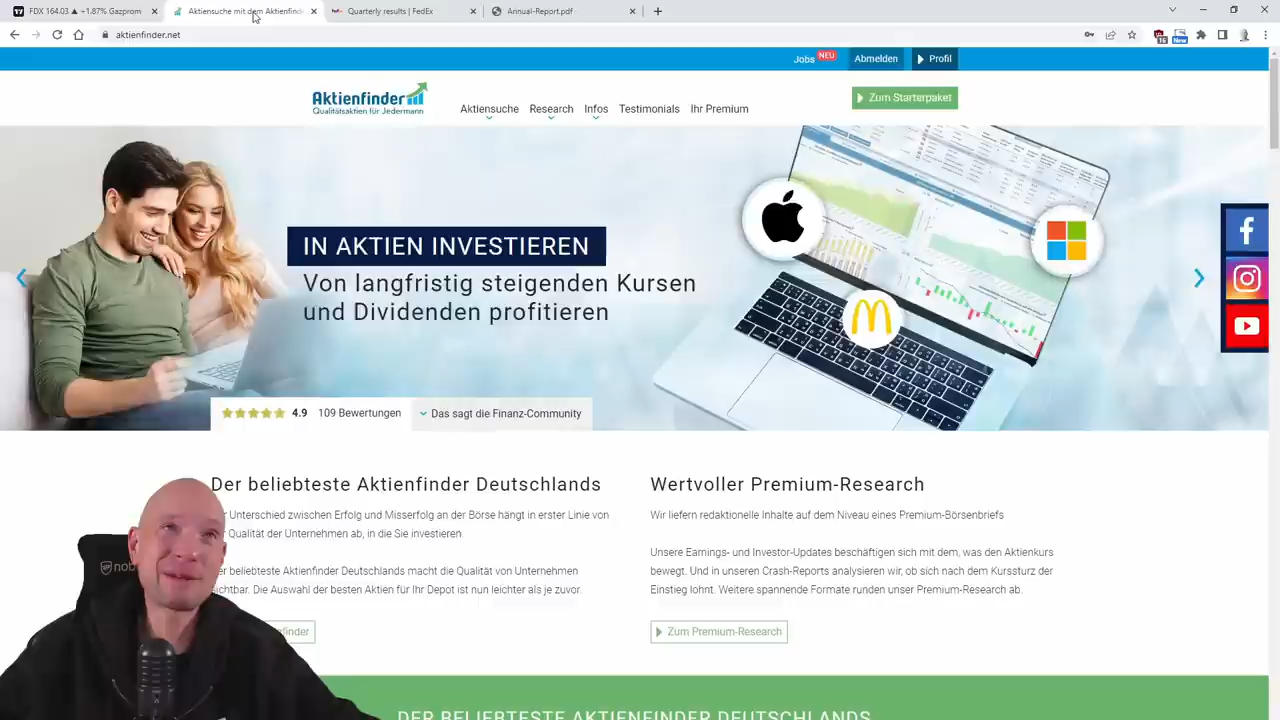 FDX 164.03 ▲ +1.87% Gazprom
Aktiensuche mit dem Aktienfinde
Quarterly results | FedEx
Annual-Report.pdf
aktienfinder.net
16
New
Jobs NEU
Abmelden
Profil
Aktienfinder
Qualitätsaktien für Jedermann
Aktiensuche
Research
Infos
Testimonials
Ihr Premium
Zum Starterpaket
IN AKTIEN INVESTIEREN
Von langfristig steigenden Kursen
und Dividenden profitieren
4.9
109 Bewertungen
Das sagt die Finanz-Community
Der beliebteste Aktienfinder Deutschlands
Unterschied zwischen Erfolg und Misserfolg an der Börse hängt in erster Linie von
Qualität der Unternehmen ab, in die Sie investieren
beliebteste Aktienfinder Deutschlands macht die Qualität von Unternehmen
sichtbar. Die Auswahl der besten Aktien für Ihr Depot ist nun leichter als je zuvor.
finder
Wertvoller Premium-Research
Wir liefern redaktionelle Inhalte auf dem Niveau eines Premium-Börsenbriefs
Unsere Earnings- und Investor-Updates beschäftigen sich mit dem, was den Aktienkurs
bewegt. Und in unseren Crash-Reports analysieren wir, ob sich nach dem Kurssturz der
Einstieg lohnt. Weitere spannende Formate runden unser Premium-Research ab.
Zum Premium-Research
nob
DER BELIEBTESTE AKTIENFINDER DEUTSCHLANDS